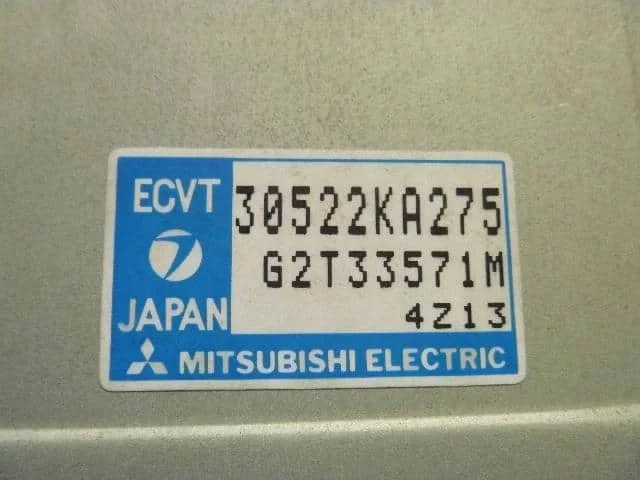 ECVT
30522KA275
G2T33571M
JAPAN
4Z13
MITSUBISHI ELECTRIC